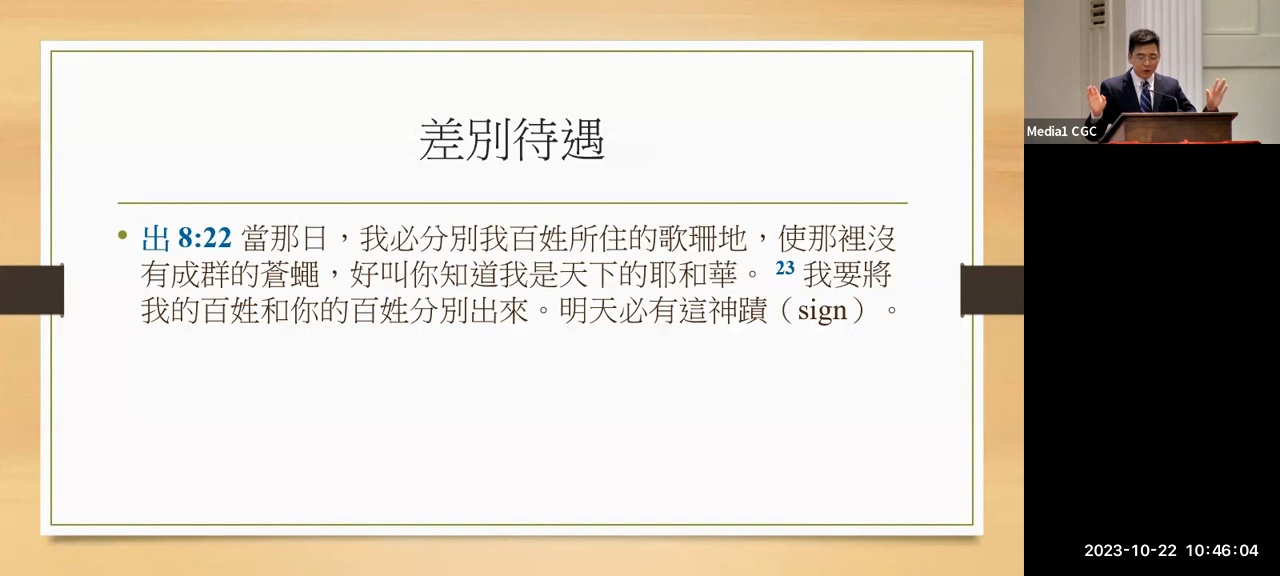 差別待遇
• 出 8:22 當那日，我必分別我百姓所住的歌珊地，使那裡沒
有成群的蒼蠅，好叫你知道我是天下的耶和華。 23 我要將
我的百姓和你的百姓分別出來。明天必有這神蹟（sign）。
Media1 CGC
2023-10-22 10:46:04